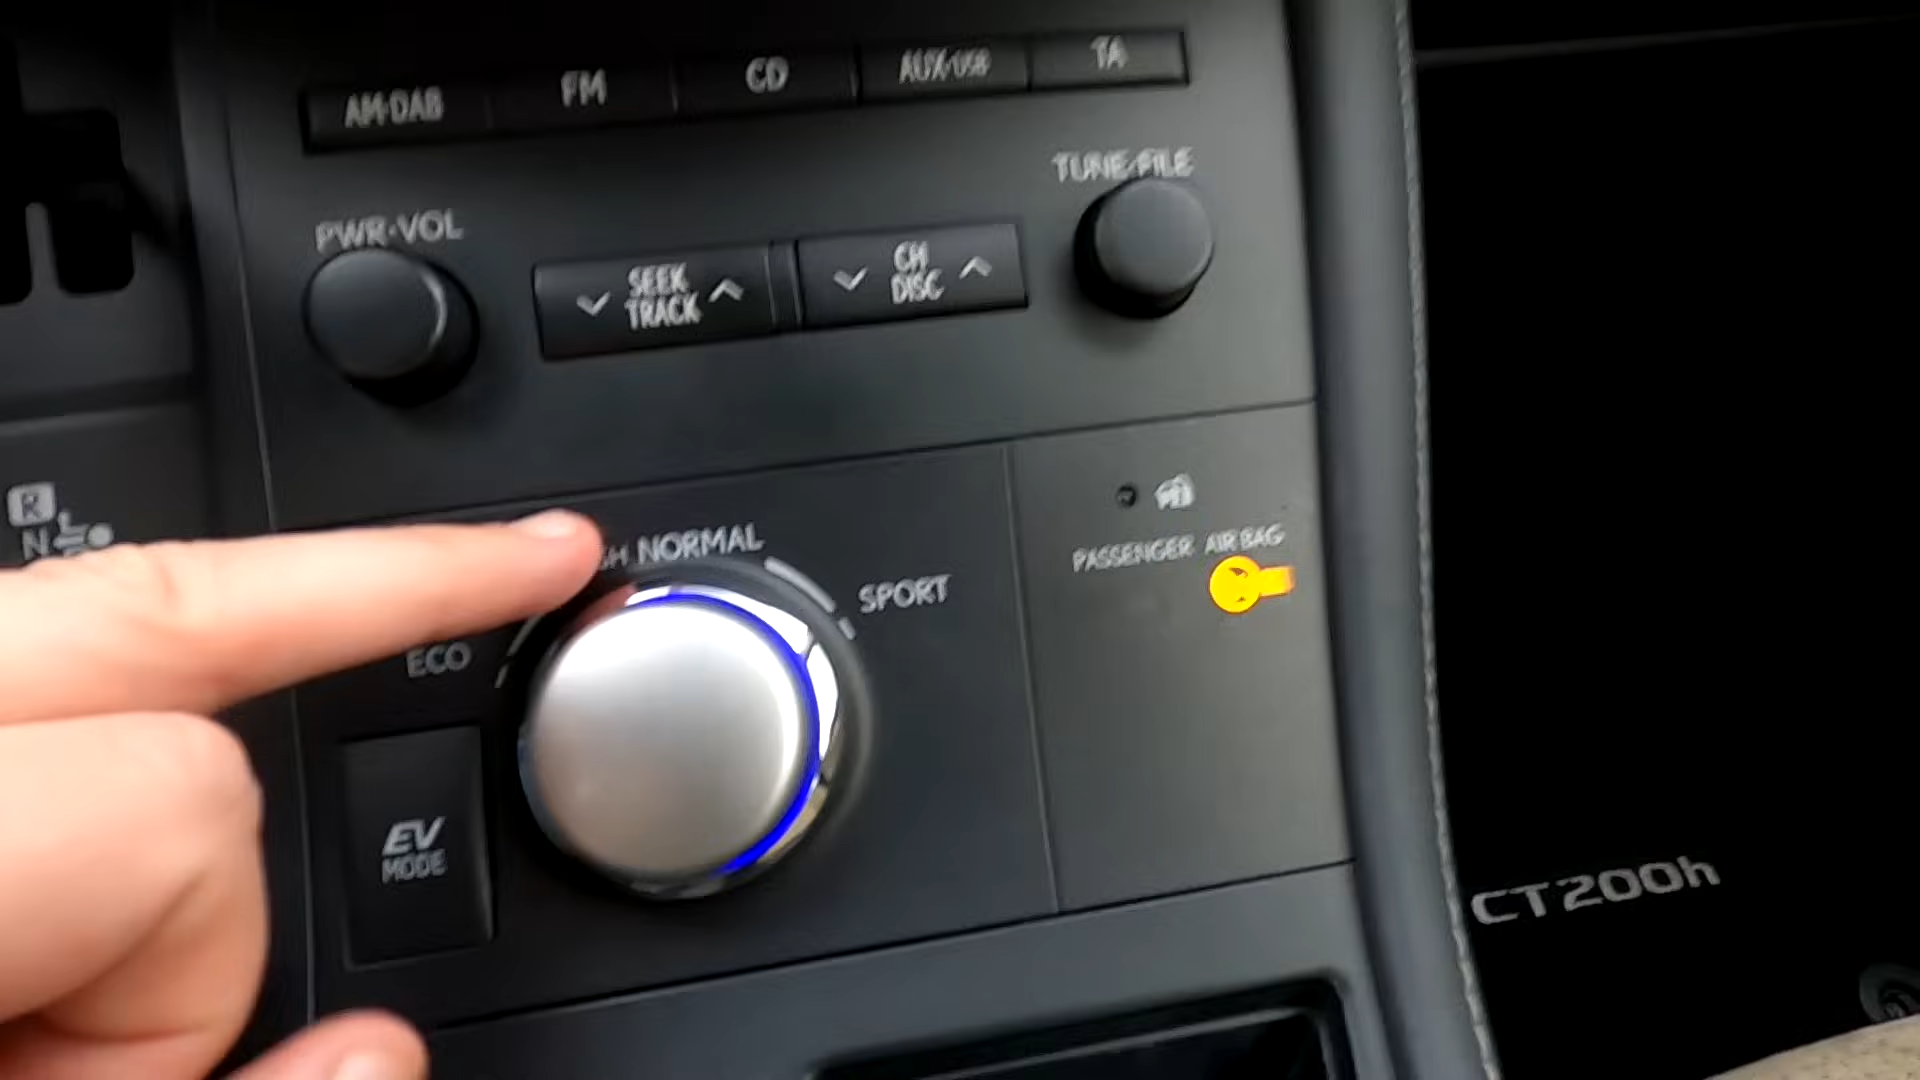 AM·DAB FM CD AUX·USB TA
TUNE·FILE
PWR·VOL
SEEK
TRACK
CH
DISC
R
N
NORMAL
SPORT
ECO
PASSENGER AIR BAG
EV
MODE
CT200h